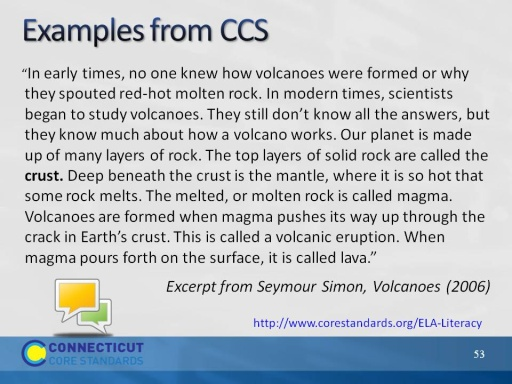 Examples from CCS
“In early times, no one knew how volcanoes were formed or why
they spouted red-hot molten rock. In modern times, scientists
began to study volcanoes. They still don’t know all the answers, but
they know much about how a volcano works. Our planet is made
up of many layers of rock. The top layers of solid rock are called the
crust. Deep beneath the crust is the mantle, where it is so hot that
some rock melts. The melted, or molten rock is called magma.
Volcanoes are formed when magma pushes its way up through the
crack in Earth’s crust. This is called a volcanic eruption. When
magma pours forth on the surface, it is called lava.”
Excerpt from Seymour Simon, Volcanoes (2006)
http://www.corestandards.org/ELA-Literacy
CONNECTICUT
CORE STANDARDS
53